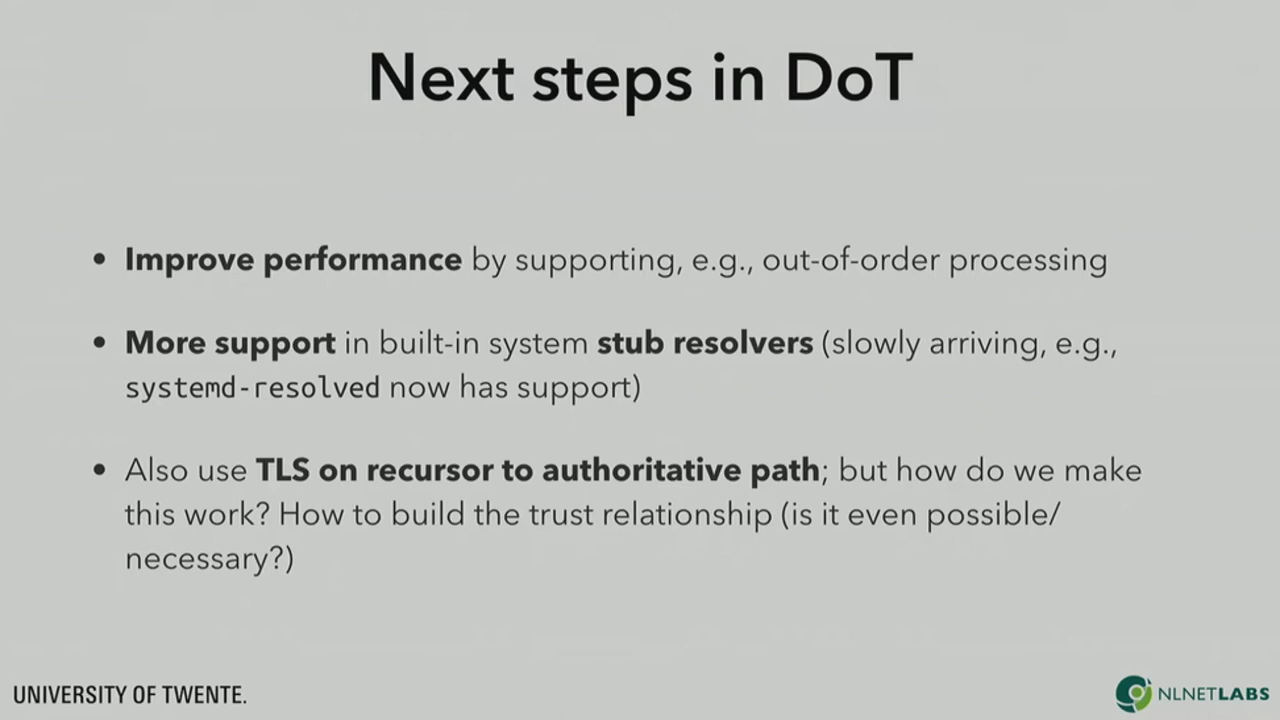 Next steps in DoT
• Improve performance by supporting, e.g., out-of-order processing
• More support in built-in system stub resolvers (slowly arriving, e.g.,
systemd-resolved now has support)
• Also use TLS on recursor to authoritative path; but how do we make
this work? How to build the trust relationship (is it even possible/
necessary?)
UNIVERSITY OF TWENTE.
NLNETLABS